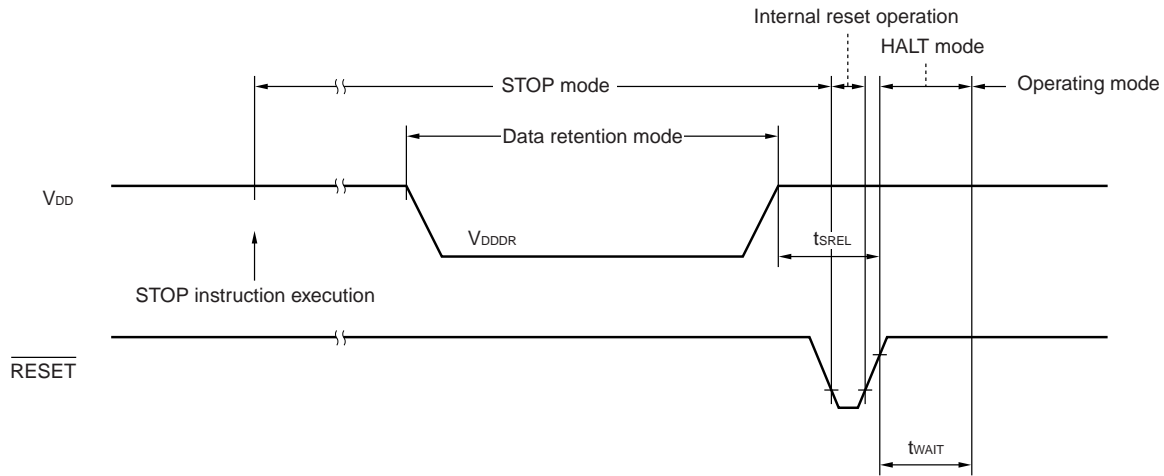 Internal reset operation
HALT mode
STOP mode
Operating mode
Data retention mode
VDD
VDDDR
tSREL
STOP instruction execution
RESET
tWAIT